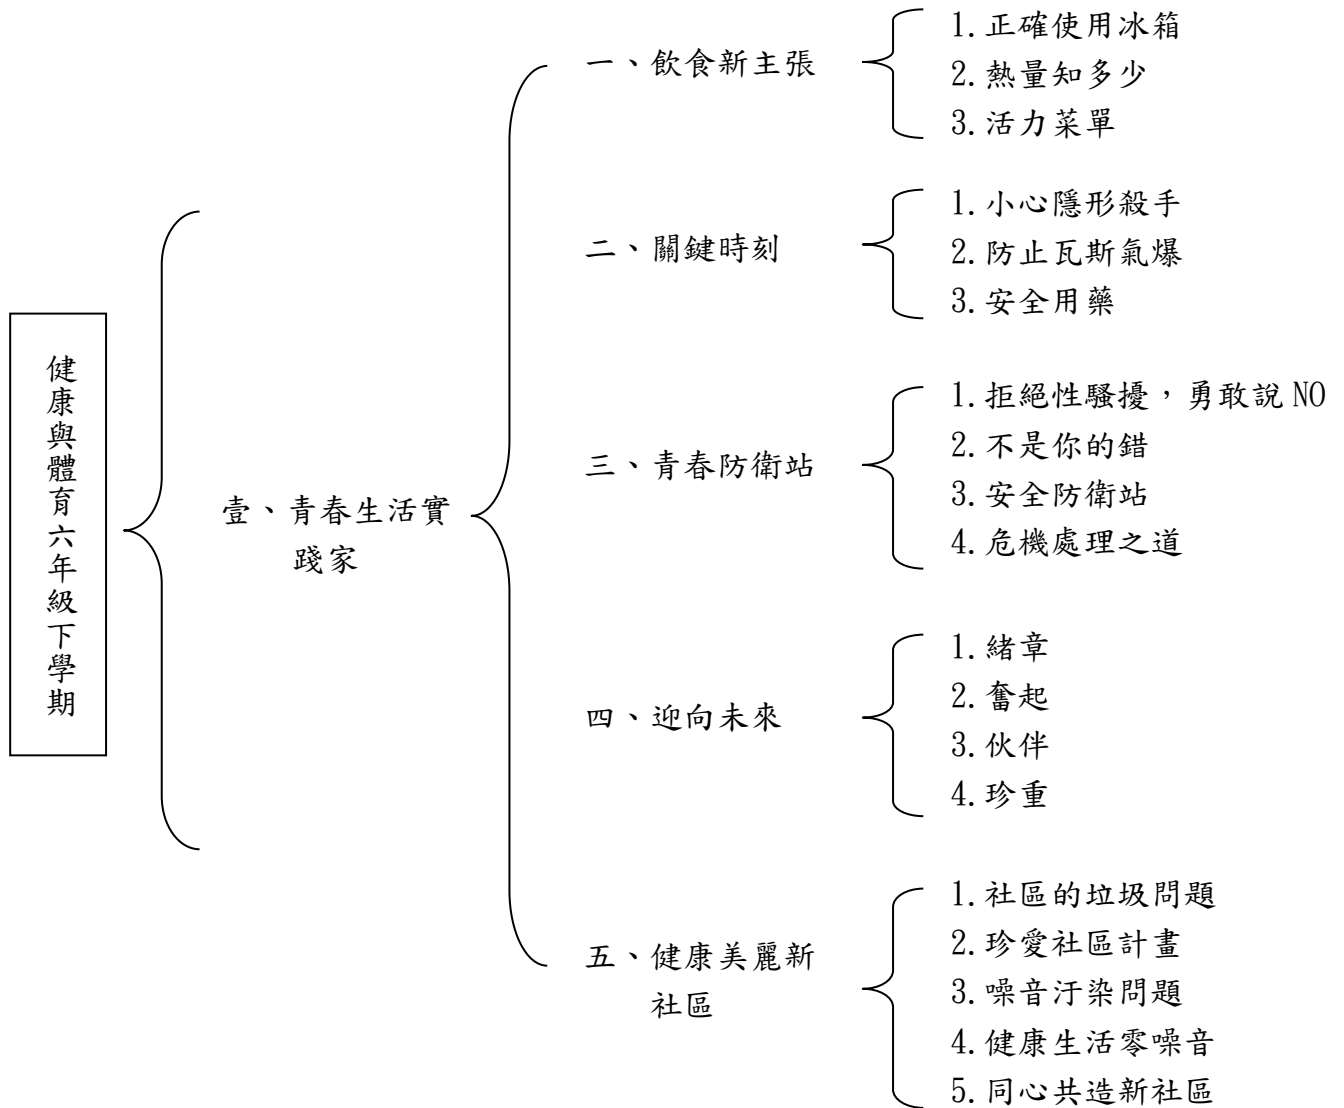 健康與體育六年級下學期
壹、青春生活實
踐家
一、飲食新主張
1.正確使用冰箱
2.熱量知多少
3.活力菜單
二、關鍵時刻
1.小心隱形殺手
2.防止瓦斯氣爆
3.安全用藥
三、青春防衛站
1.拒絕性騷擾，勇敢說 NO
2.不是你的錯
3.安全防衛站
4.危機處理之道
四、迎向未來
1.緒章
2.奮起
3.伙伴
4.珍重
五、健康美麗新
社區
1.社區的垃圾問題
2.珍愛社區計畫
3.噪音汙染問題
4.健康生活零噪音
5.同心共造新社區